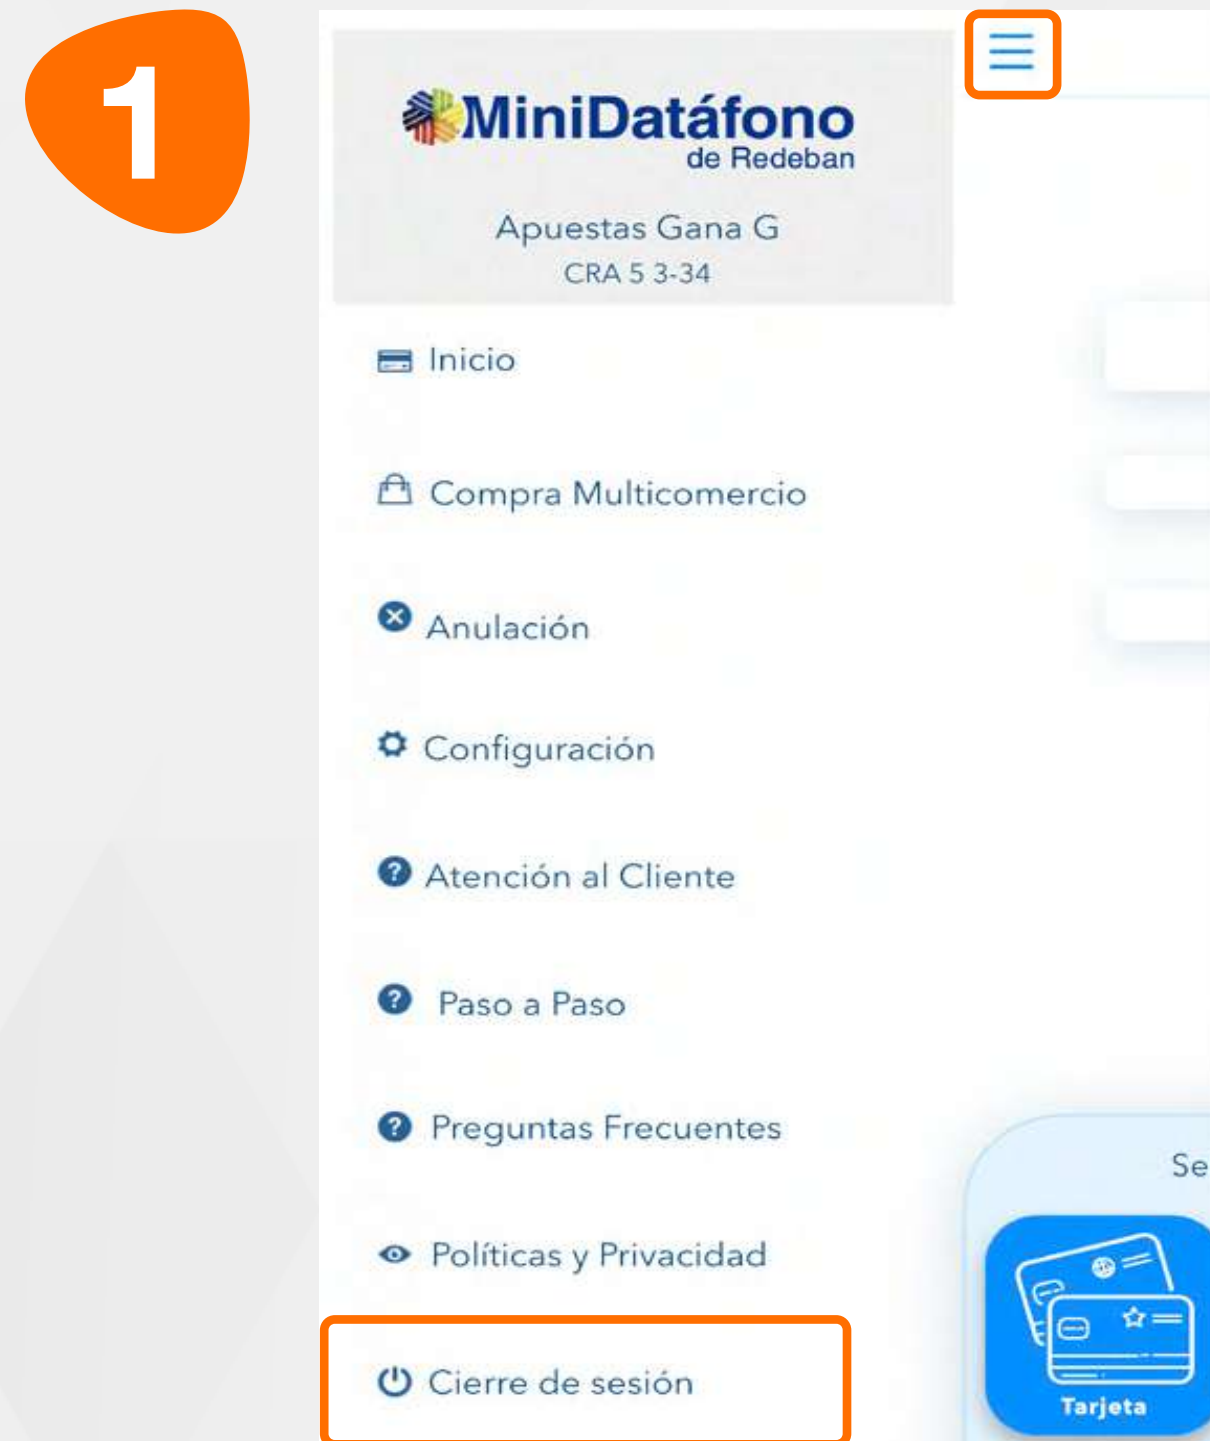 1
MiniDatáfono
de Redeban
Apuestas Gana G
CRA 5 3-34
Inicio
Compra Multicomercio
Anulación
Configuración
Atención al Cliente
Paso a Paso
Preguntas Frecuentes
Políticas y Privacidad
Cierre de sesión
Se
Tarjeta